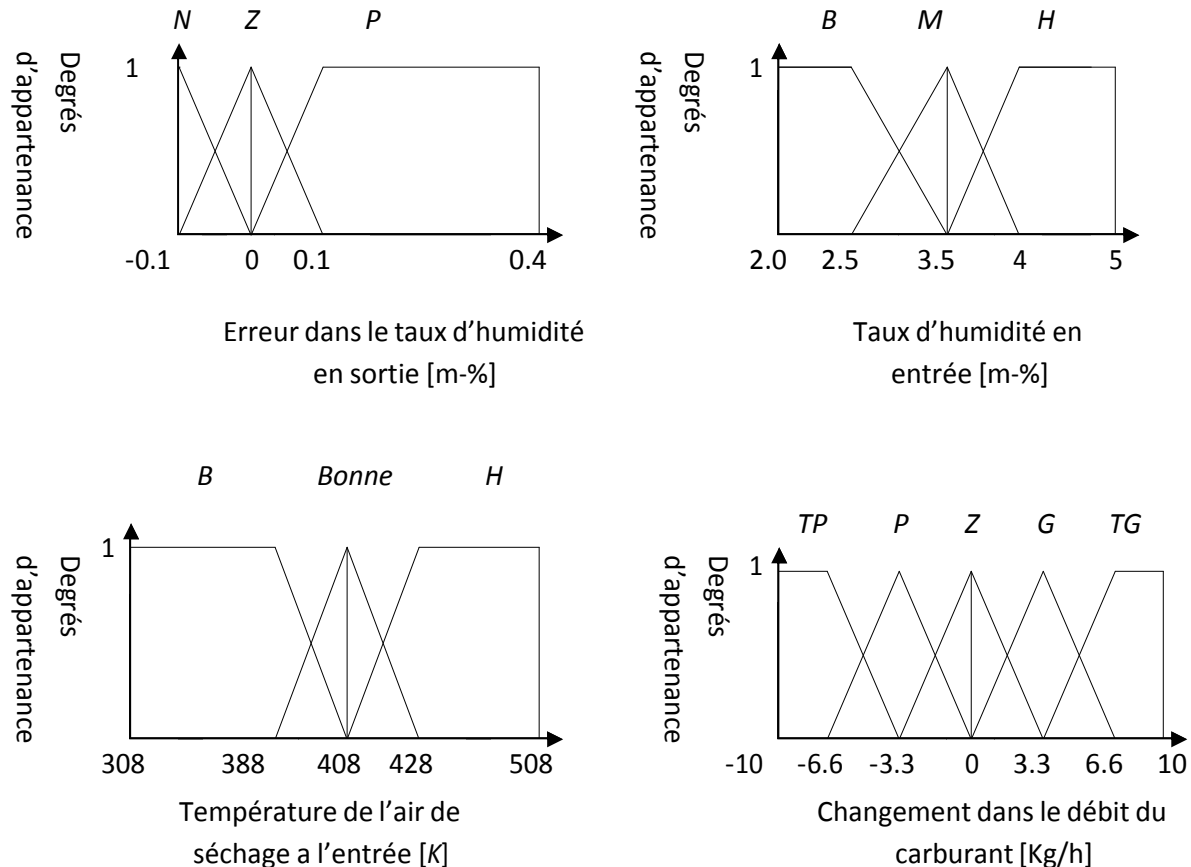 N Z P
Degrés
d'appartenance
1
-0.1 0 0.1 0.4
Erreur dans le taux d'humidité
en sortie [m-%]
B M H
Degrés
d'appartenance
1
2.0 2.5 3.5 4 5
Taux d'humidité en
entrée [m-%]
B Bonne H
Degrés
d'appartenance
1
308 388 408 428 508
Température de l'air de
séchage a l'entrée [K]
TP P Z G TG
Degrés
d'appartenance
1
-10 -6.6 -3.3 0 3.3 6.6 10
Changement dans le débit du
carburant [Kg/h]